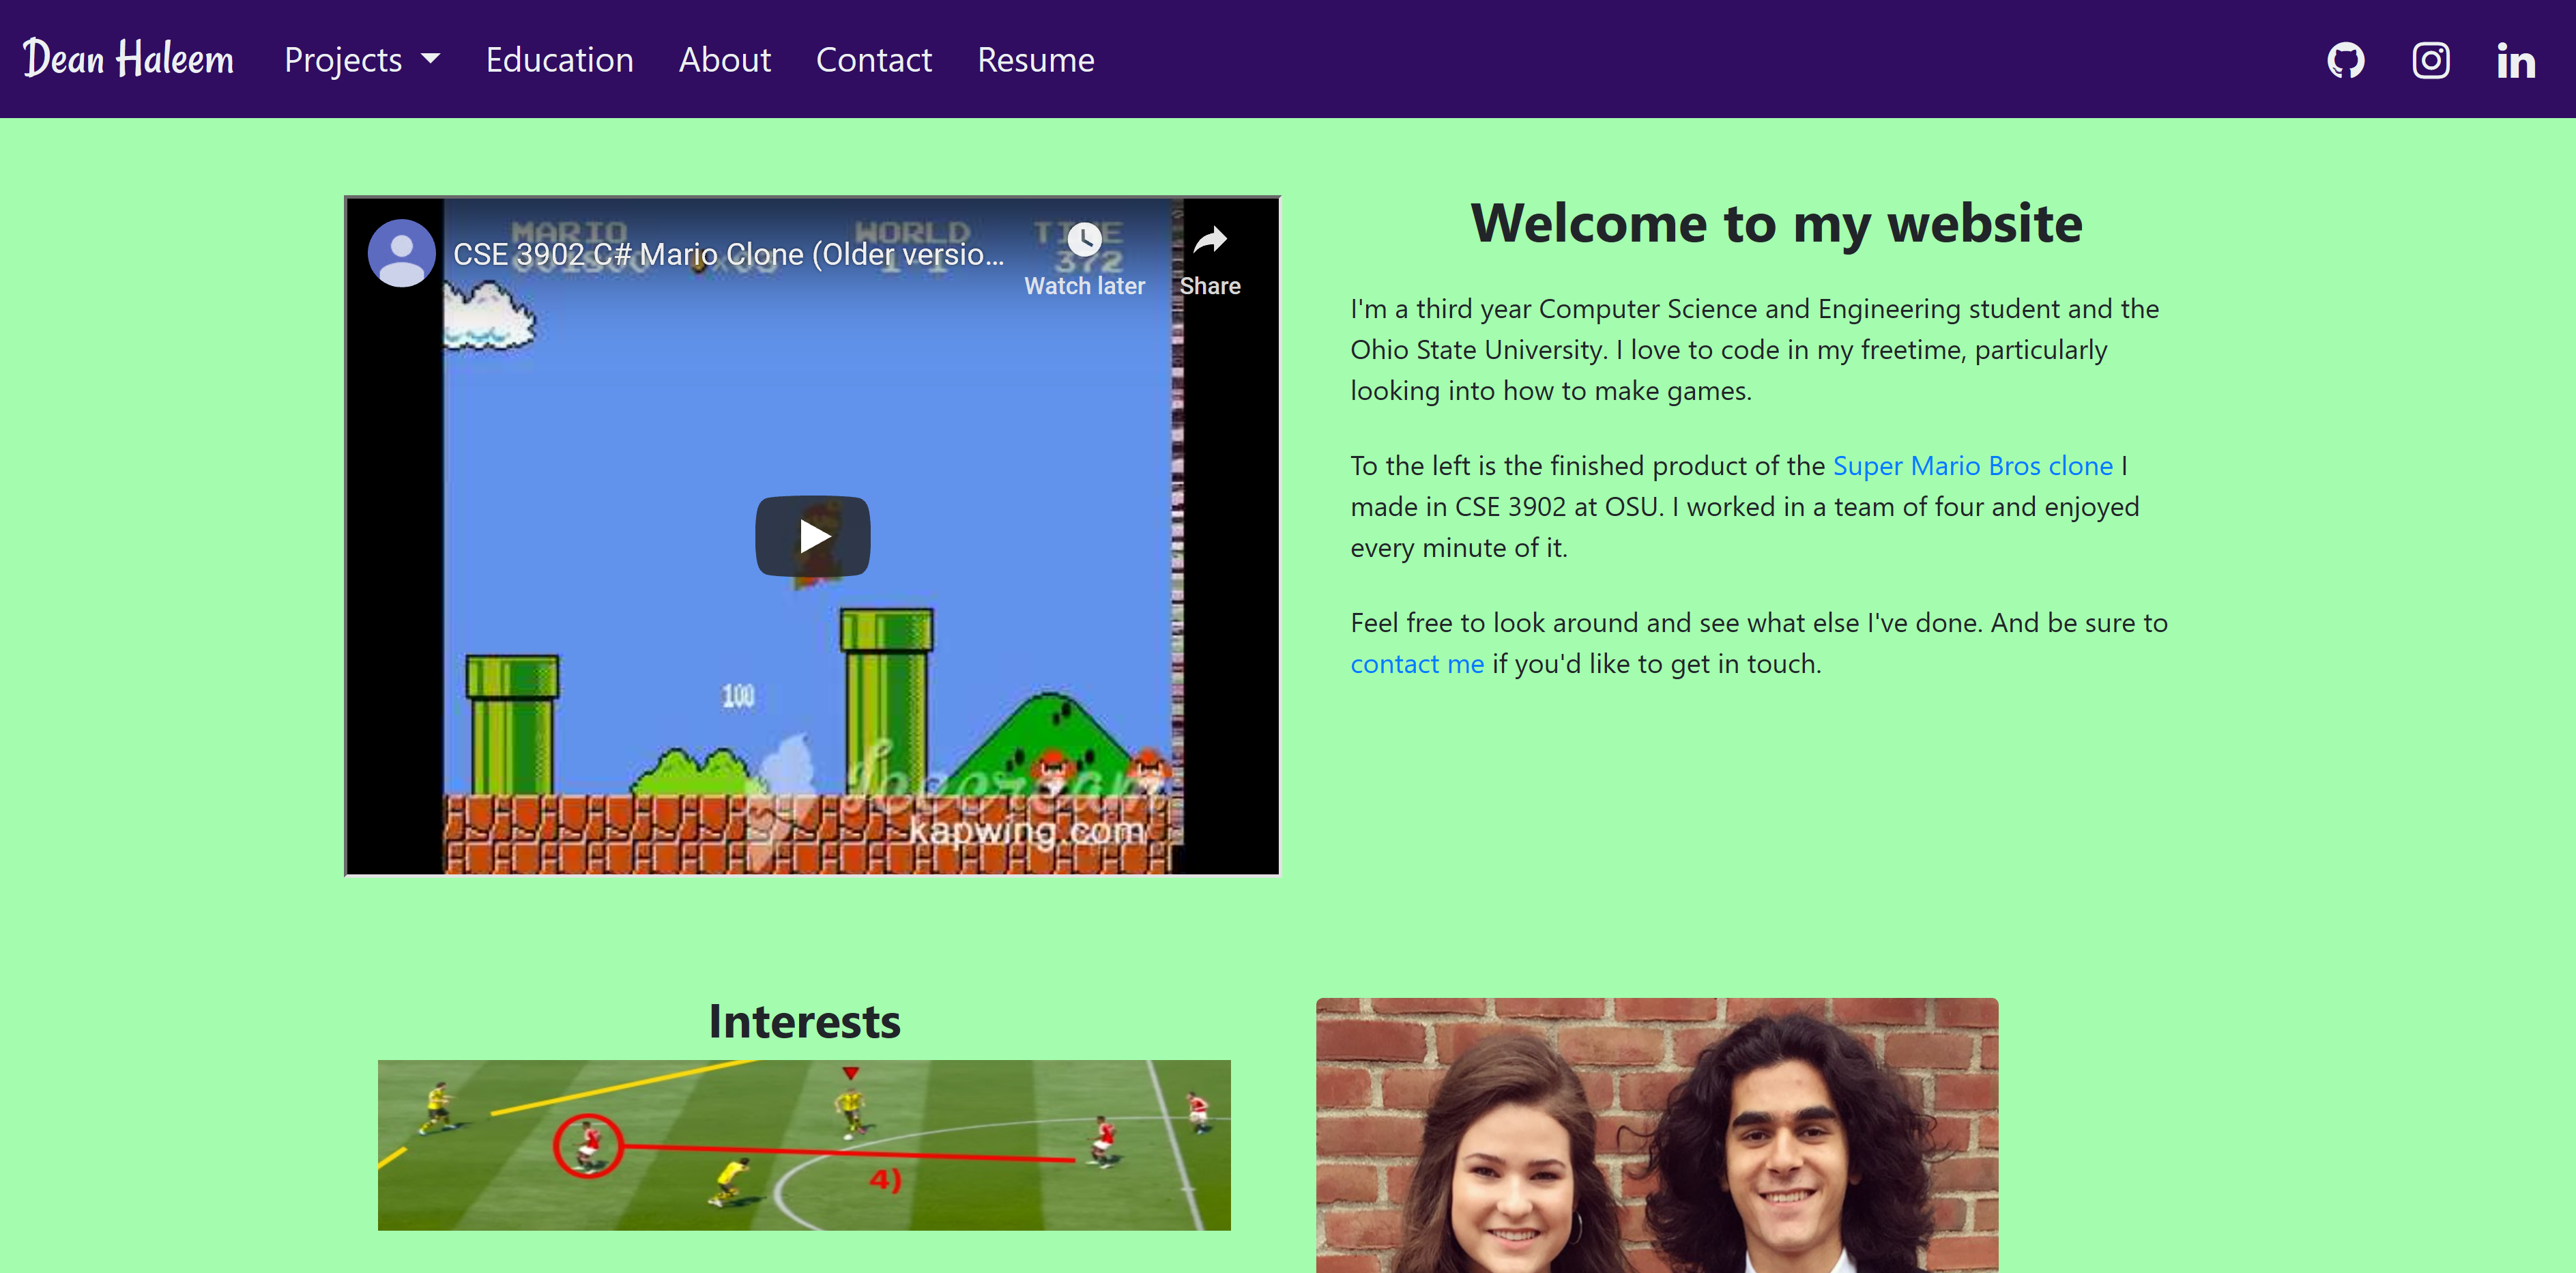 Dean Haleem Projects Education About Contact Resume
CSE 3902 C# Mario Clone (Older versio...
MARIO WORLD TIME
1-1 372
Watch later Share
100
Icecream
kapwing.com
Welcome to my website
I'm a third year Computer Science and Engineering student and the
Ohio State University. I love to code in my freetime, particularly
looking into how to make games.
To the left is the finished product of the Super Mario Bros clone I
made in CSE 3902 at OSU. I worked in a team of four and enjoyed
every minute of it.
Feel free to look around and see what else I've done. And be sure to
contact me if you'd like to get in touch.
Interests
4)